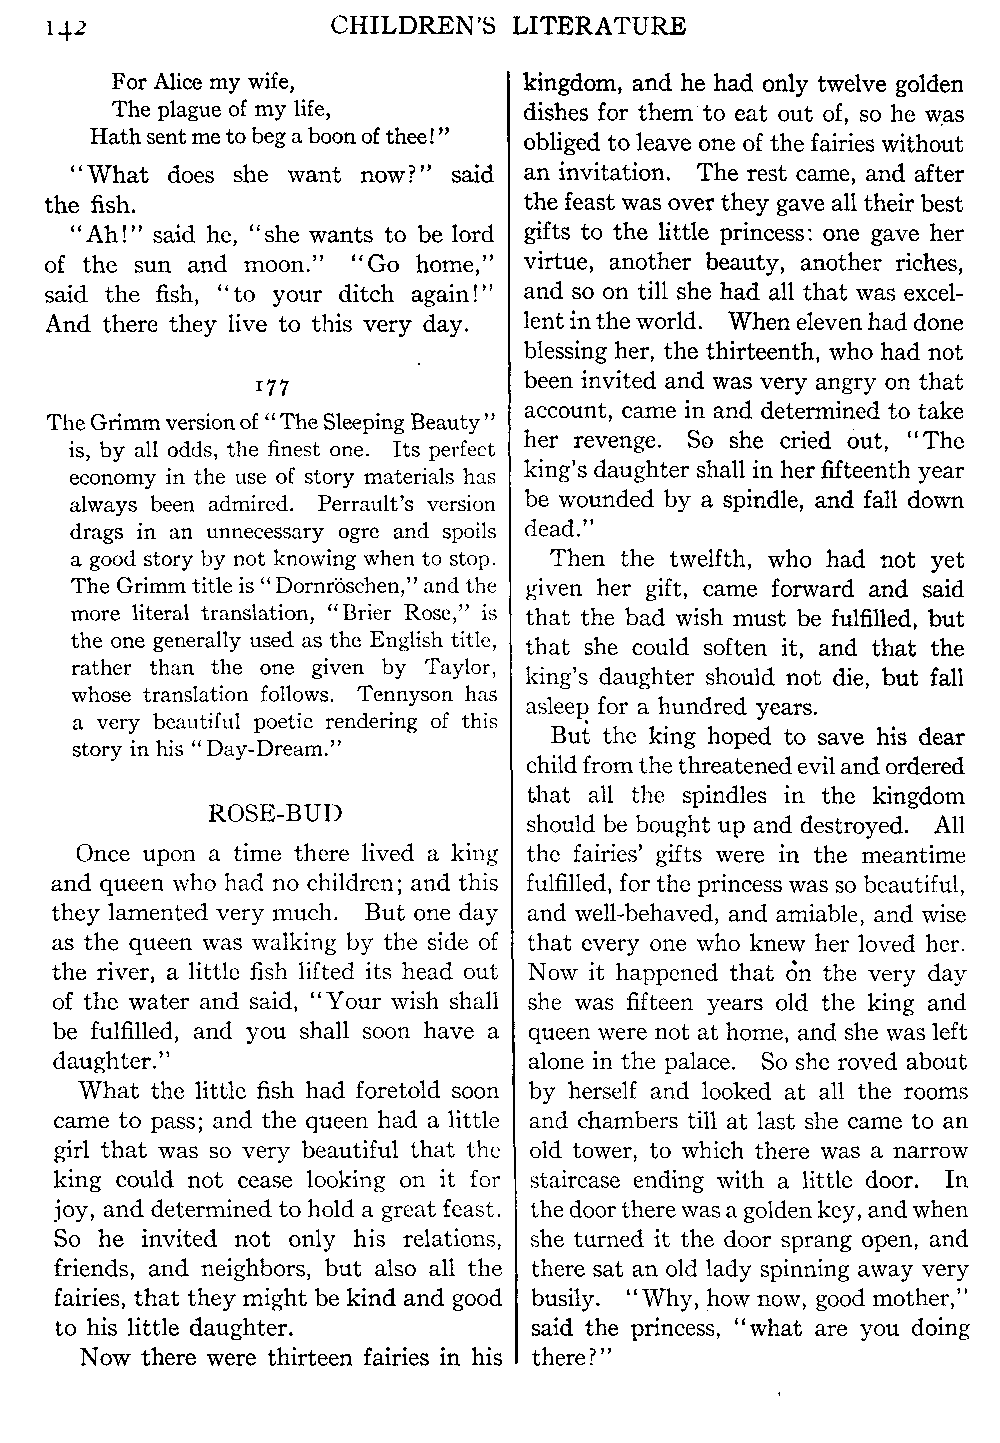 142 CHILDREN'S LITERATURE
For Alice my wife,
The plague of my life,
Hath sent me to beg a boon of thee!"
"What does she want now?" said
the fish.
"Ah!" said he, "she wants to be lord
of the sun and moon." "Go home,"
said the fish, "to your ditch again!"
And there they live to this very day.
177
The Grimm version of "The Sleeping Beauty"
is, by all odds, the finest one. Its perfect
economy in the use of story materials has
always been admired. Perrault's version
drags in an unnecessary ogre and spoils
a good story by not knowing when to stop.
The Grimm title is "Dornröschen," and the
more literal translation, "Brier Rose," is
the one generally used as the English title,
rather than the one given by Taylor,
whose translation follows. Tennyson has
a very beautiful poetic rendering of this
story in his "Day-Dream."
ROSE-BUD
Once upon a time there lived a king
and queen who had no children; and this
they lamented very much. But one day
as the queen was walking by the side of
the river, a little fish lifted its head out
of the water and said, "Your wish shall
be fulfilled, and you shall soon have a
daughter."
What the little fish had foretold soon
came to pass; and the queen had a little
girl that was so very beautiful that the
king could not cease looking on it for
joy, and determined to hold a great feast.
So he invited not only his relations,
friends, and neighbors, but also all the
fairies, that they might be kind and good
to his little daughter.
Now there were thirteen fairies in his
kingdom, and he had only twelve golden
dishes for them to eat out of, so he was
obliged to leave one of the fairies without
an invitation. The rest came, and after
the feast was over they gave all their best
gifts to the little princess: one gave her
virtue, another beauty, another riches,
and so on till she had all that was excel-
lent in the world. When eleven had done
blessing her, the thirteenth, who had not
been invited and was very angry on that
account, came in and determined to take
her revenge. So she cried out, "The
king's daughter shall in her fifteenth year
be wounded by a spindle, and fall down
dead."
Then the twelfth, who had not yet
given her gift, came forward and said
that the bad wish must be fulfilled, but
that she could soften it, and that the
king's daughter should not die, but fall
asleep for a hundred years.
But the king hoped to save his dear
child from the threatened evil and ordered
that all the spindles in the kingdom
should be bought up and destroyed. All
the fairies' gifts were in the meantime
fulfilled, for the princess was so beautiful,
and well-behaved, and amiable, and wise
that every one who knew her loved her.
Now it happened that on the very day
she was fifteen years old the king and
queen were not at home, and she was left
alone in the palace. So she roved about
by herself and looked at all the rooms
and chambers till at last she came to an
old tower, to which there was a narrow
staircase ending with a little door. In
the door there was a golden key, and when
she turned it the door sprang open, and
there sat an old lady spinning away very
busily. "Why, how now, good mother,"
said the princess, "what are you doing
there?"